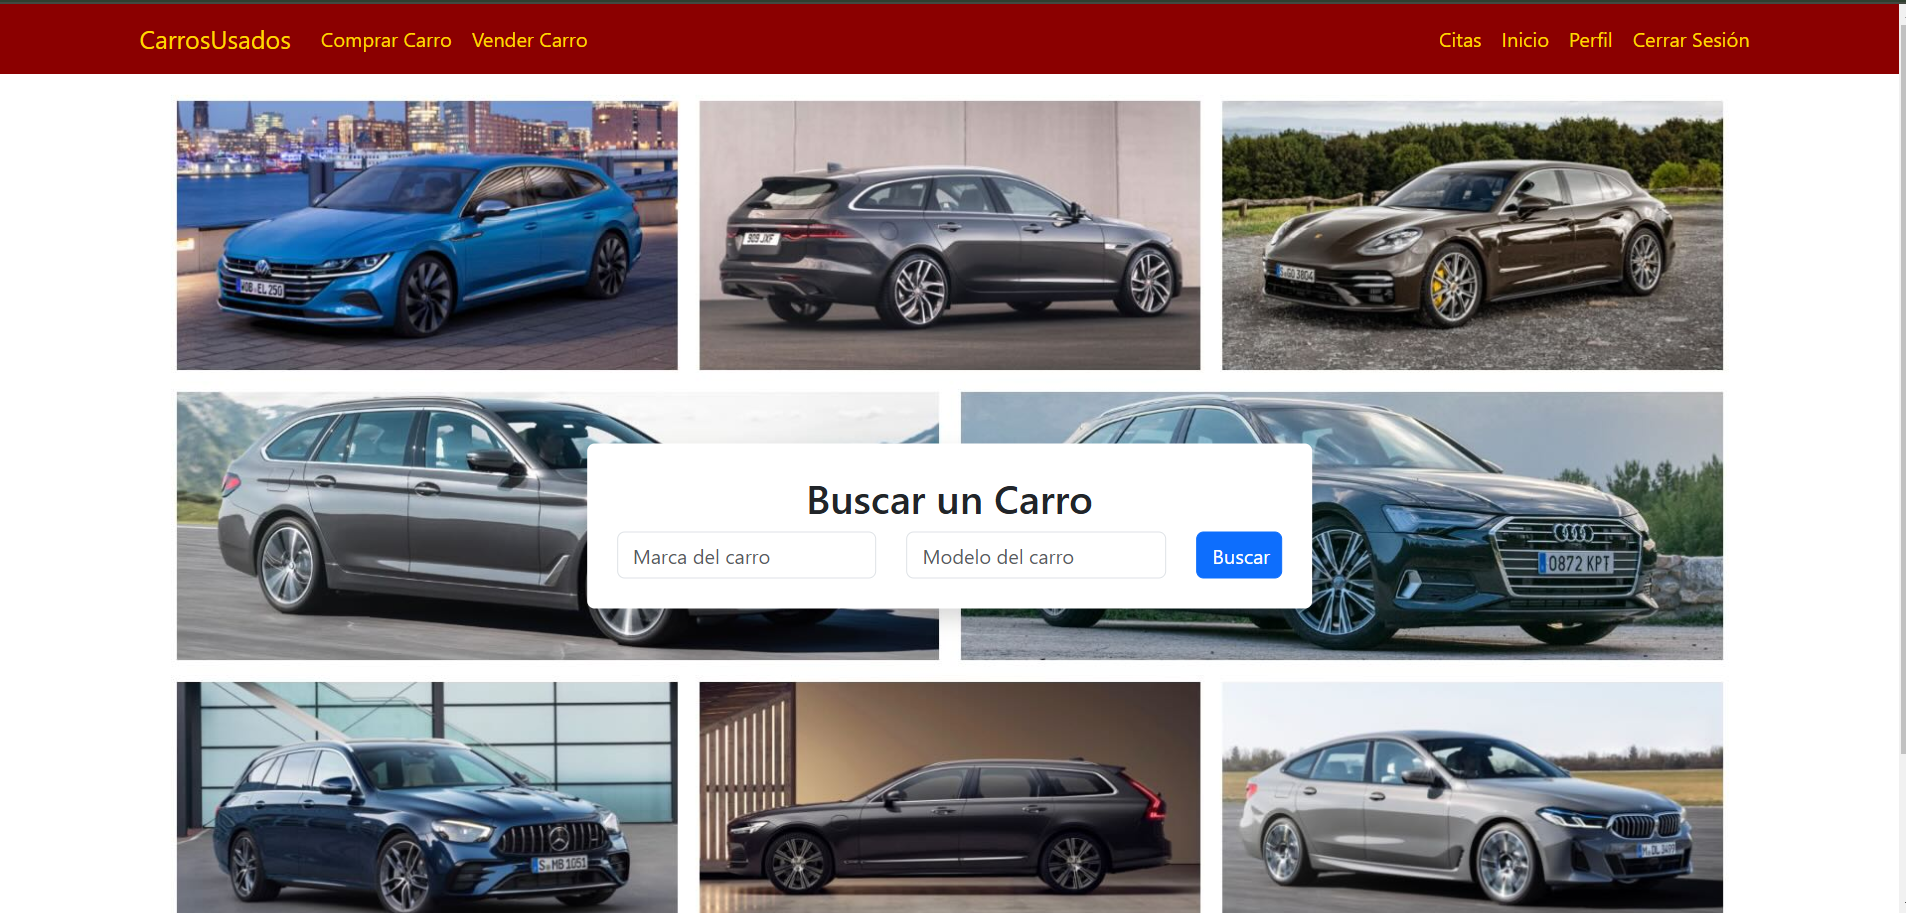 CarrosUsados Comprar Carro Vender Carro Citas Inicio Perfil Cerrar Sesión
WOB EL 250
909 JXF
S GO 3804
Buscar un Carro
Marca del carro Modelo del carro Buscar
0872 KPT
S MB 1051